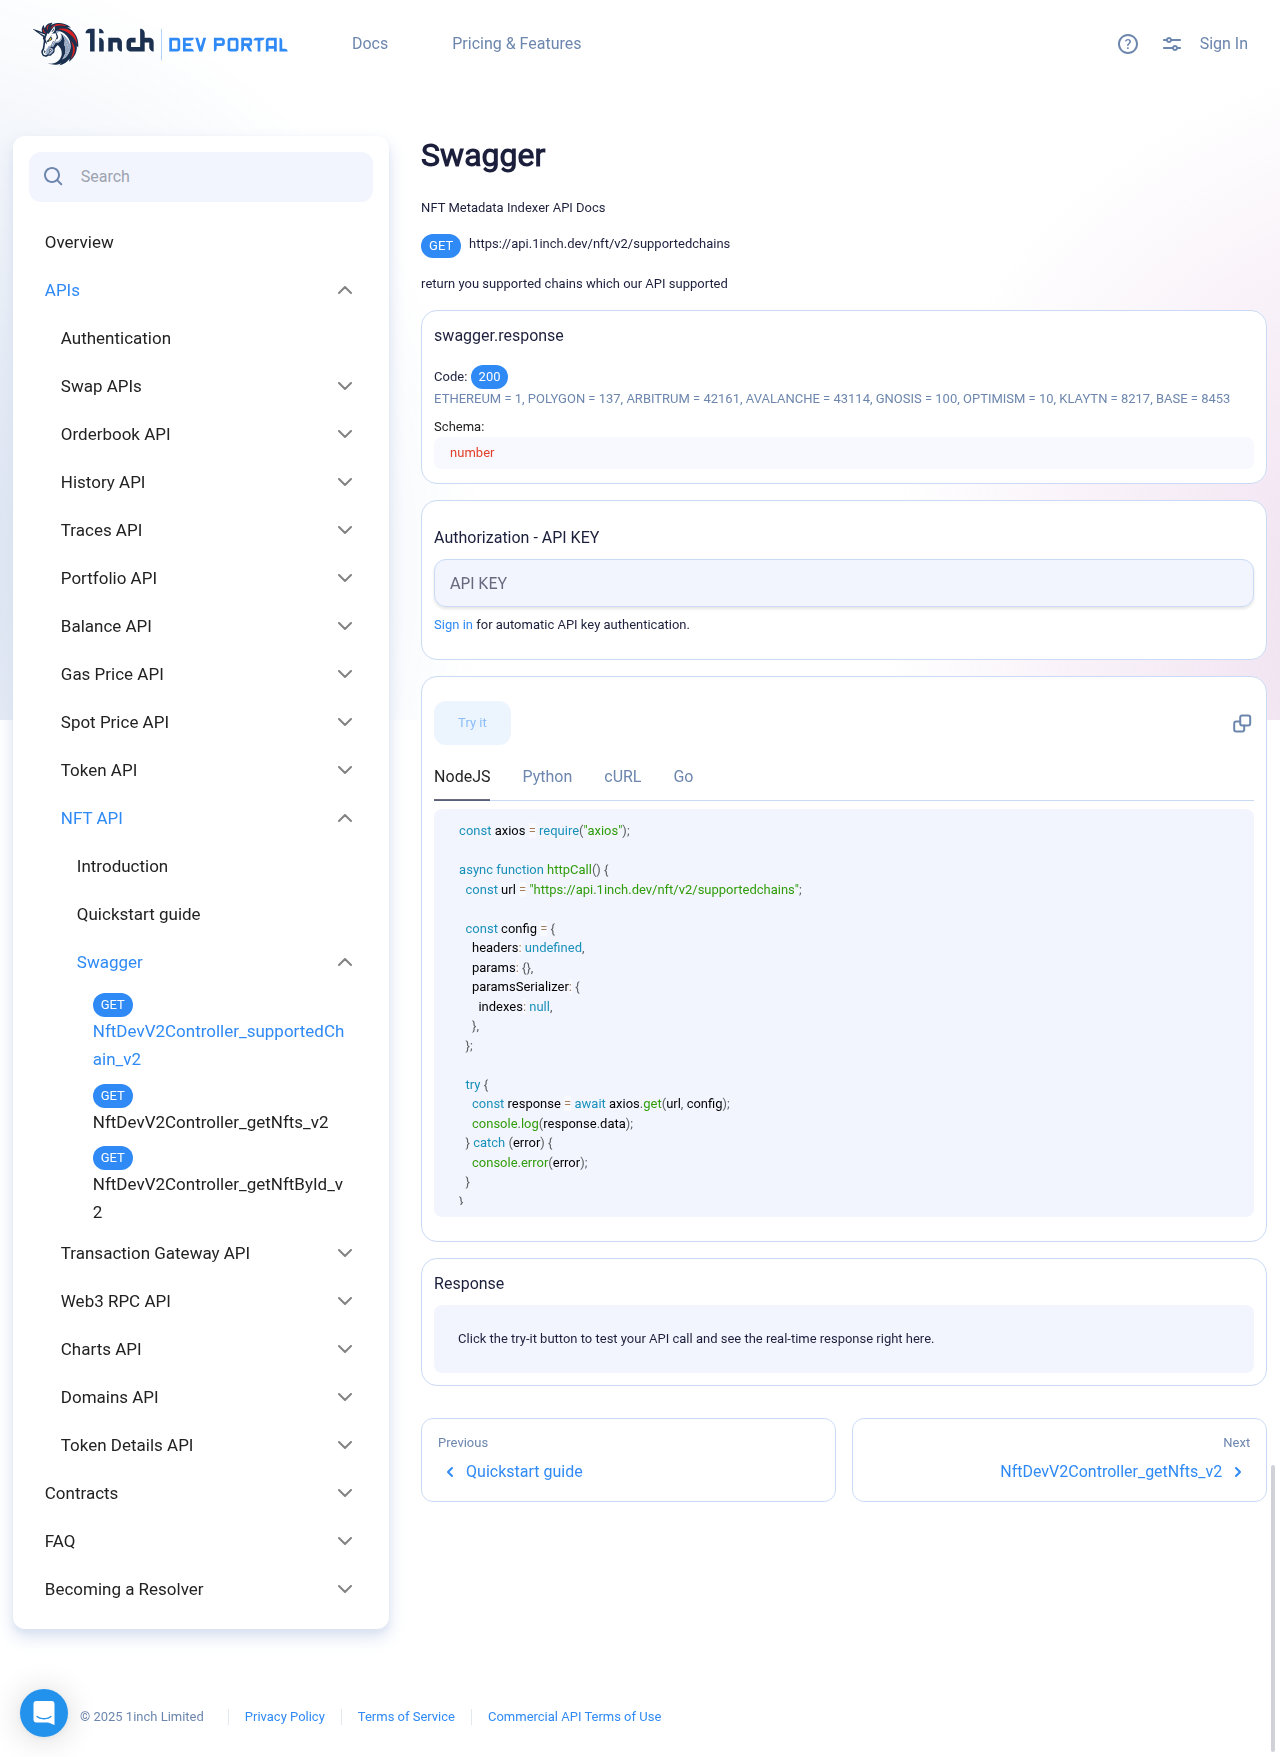 1inch DEV PORTAL
Docs
Pricing & Features
Sign In
Search
Overview
APIs
Authentication
Swap APIs
Orderbook API
History API
Traces API
Portfolio API
Balance API
Gas Price API
Spot Price API
Token API
NFT API
Introduction
Quickstart guide
Swagger
GET
NftDevV2Controller_supportedCh
ain_v2
GET
NftDevV2Controller_getNfts_v2
GET
NftDevV2Controller_getNftById_v
2
Transaction Gateway API
Web3 RPC API
Charts API
Domains API
Token Details API
Contracts
FAQ
Becoming a Resolver
Swagger
NFT Metadata Indexer API Docs
GET https://api.1inch.dev/nft/v2/supportedchains
return you supported chains which our API supported
swagger.response
Code: 200
ETHEREUM = 1, POLYGON = 137, ARBITRUM = 42161, AVALANCHE = 43114, GNOSIS = 100, OPTIMISM = 10, KLAYTN = 8217, BASE = 8453
Schema:
number
Authorization - API KEY
API KEY
Sign in for automatic API key authentication.
Try it
NodeJS
Python
cURL
Go
const axios = require("axios");
async function httpCall() {
const url = "https://api.1inch.dev/nft/v2/supportedchains";
const config = {
headers: undefined,
params: {},
paramsSerializer: {
indexes: null,
},
};
try {
const response = await axios.get(url, config);
console.log(response.data);
} catch (error) {
console.error(error);
}
}
Response
Click the try-it button to test your API call and see the real-time response right here.
Previous
Quickstart guide
Next
NftDevV2Controller_getNfts_v2
© 2025 1inch Limited
Privacy Policy
Terms of Service
Commercial API Terms of Use